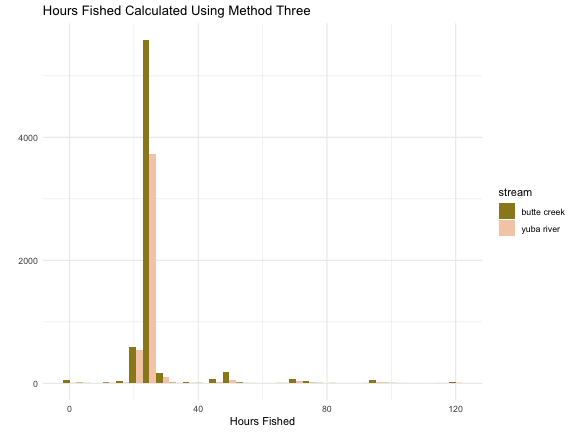 Hours Fished Calculated Using Method Three
4000
2000
0
0 40 80 120
Hours Fished
stream
butte creek
yuba river